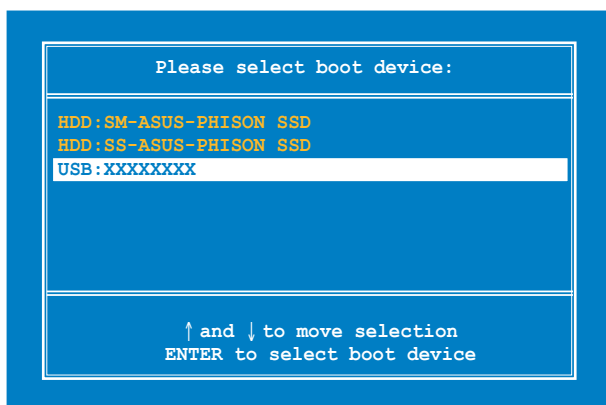 Please select boot device:
HDD:SM-ASUS-PHISON SSD
HDD:SS-ASUS-PHISON SSD
USB:XXXXXXXX
↑ and ↓ to move selection
ENTER to select boot device